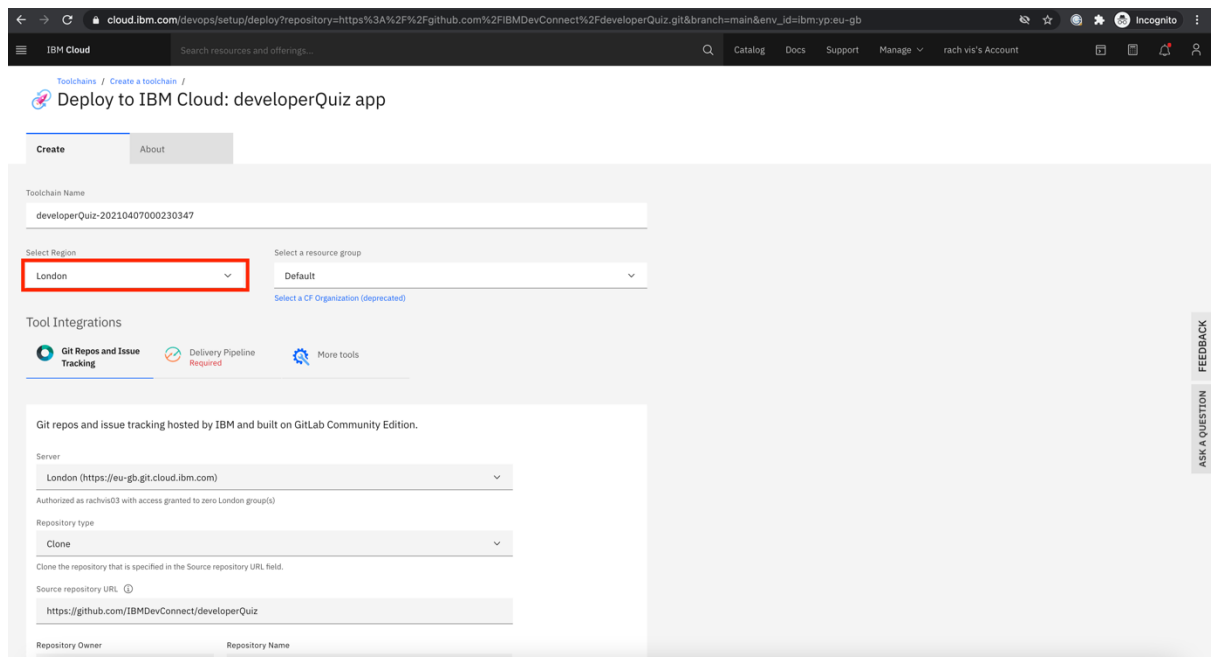 cloud.ibm.com/devops/setup/deploy?repository=https%3A%2F%2Fgithub.com%2FIBMDevConnect%2FdeveloperQuiz.git&branch=main&env_id=ibm:yp:eu-gb
Incognito
IBM Cloud
Search resources and offerings...
Catalog
Docs
Support
Manage
rach vis's Account
Toolchains / Create a toolchain /
Deploy to IBM Cloud: developerQuiz app
Create
About
Toolchain Name
developerQuiz-20210407000230347
Select Region
Select a resource group
London
Default
Select a CF Organization (deprecated)
Tool Integrations
Git Repos and Issue
Tracking
Delivery Pipeline
Required
More tools
Git repos and issue tracking hosted by IBM and built on GitLab Community Edition.
Server
London (https://eu-gb.git.cloud.ibm.com)
Authorized as rachvis03 with access granted to zero London group(s)
Repository type
Clone
Clone the repository that is specified in the Source repository URL field.
Source repository URL
https://github.com/IBMDevConnect/developerQuiz
Repository Owner
Repository Name
FEEDBACK
ASK A QUESTION